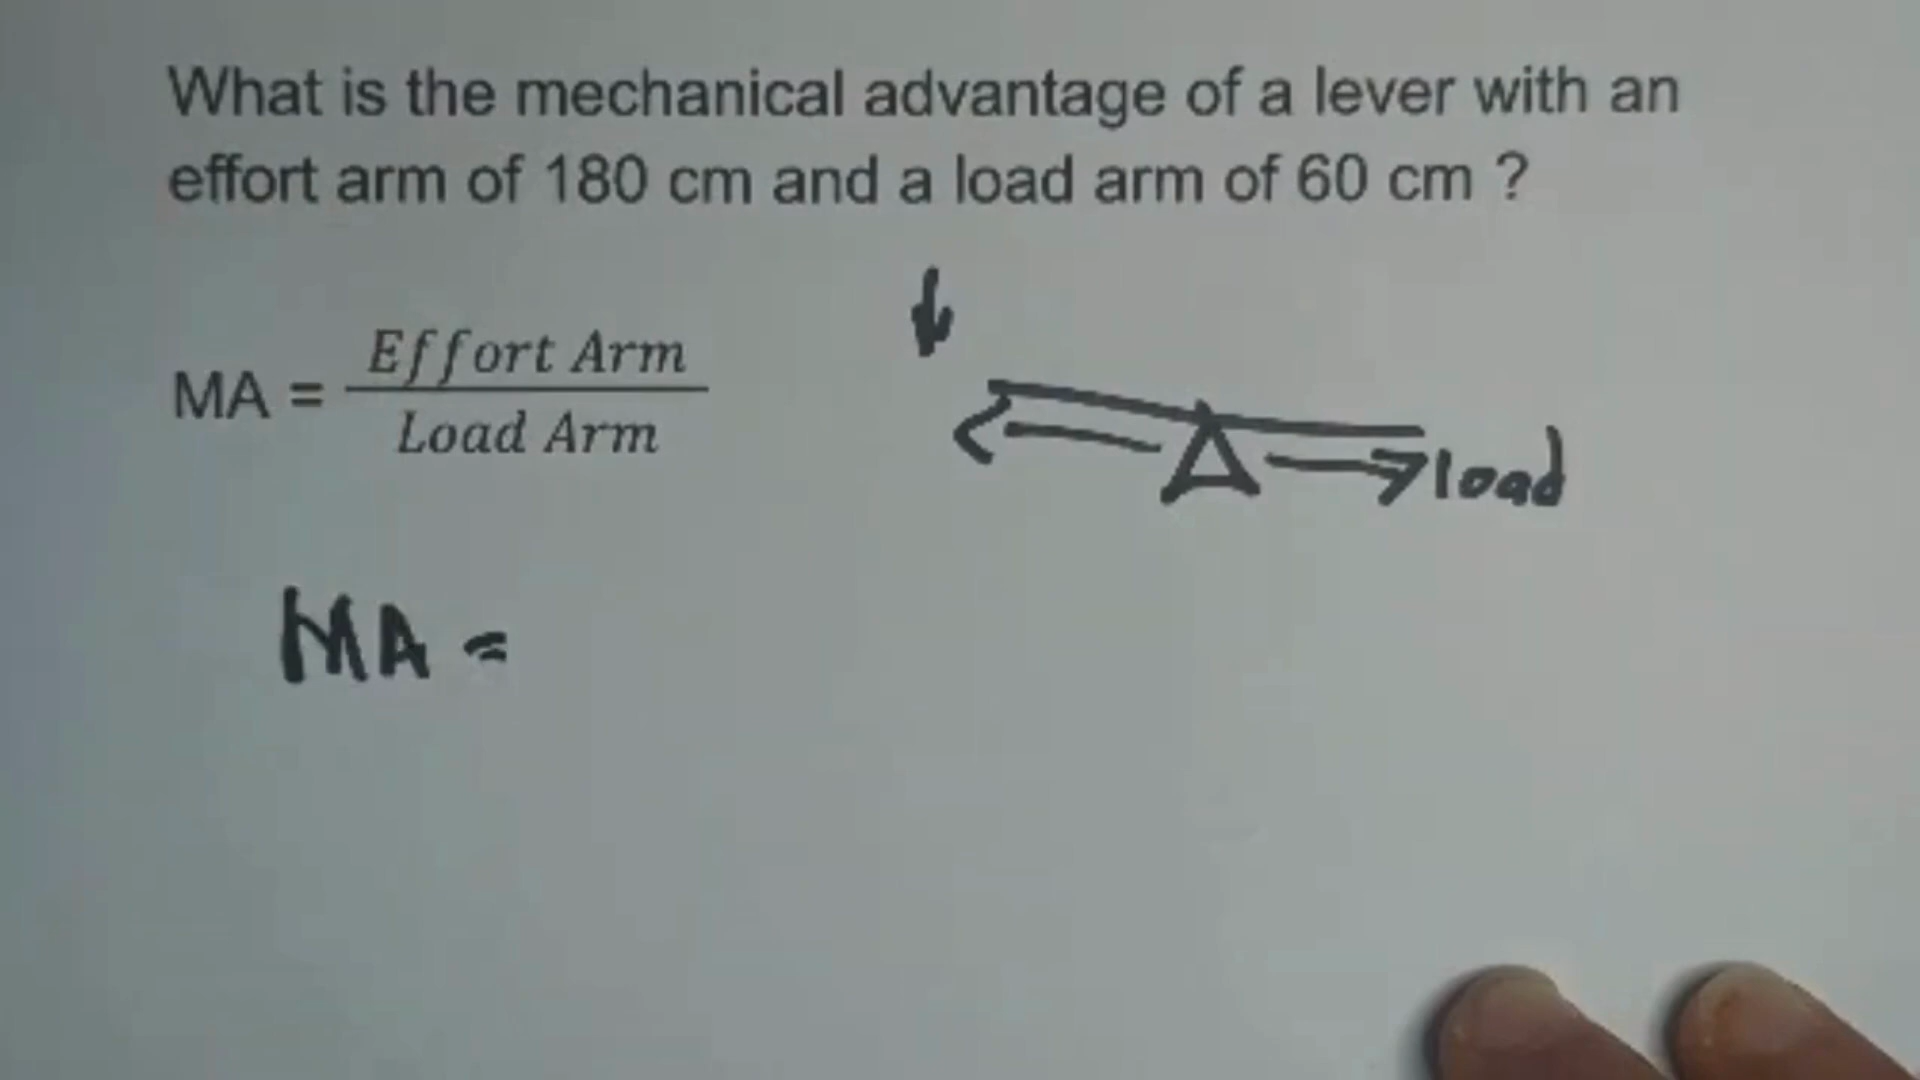 What is the mechanical advantage of a lever with an
effort arm of 180 cm and a load arm of 60 cm ?
MA = Effort Arm / Load Arm
load
MA =